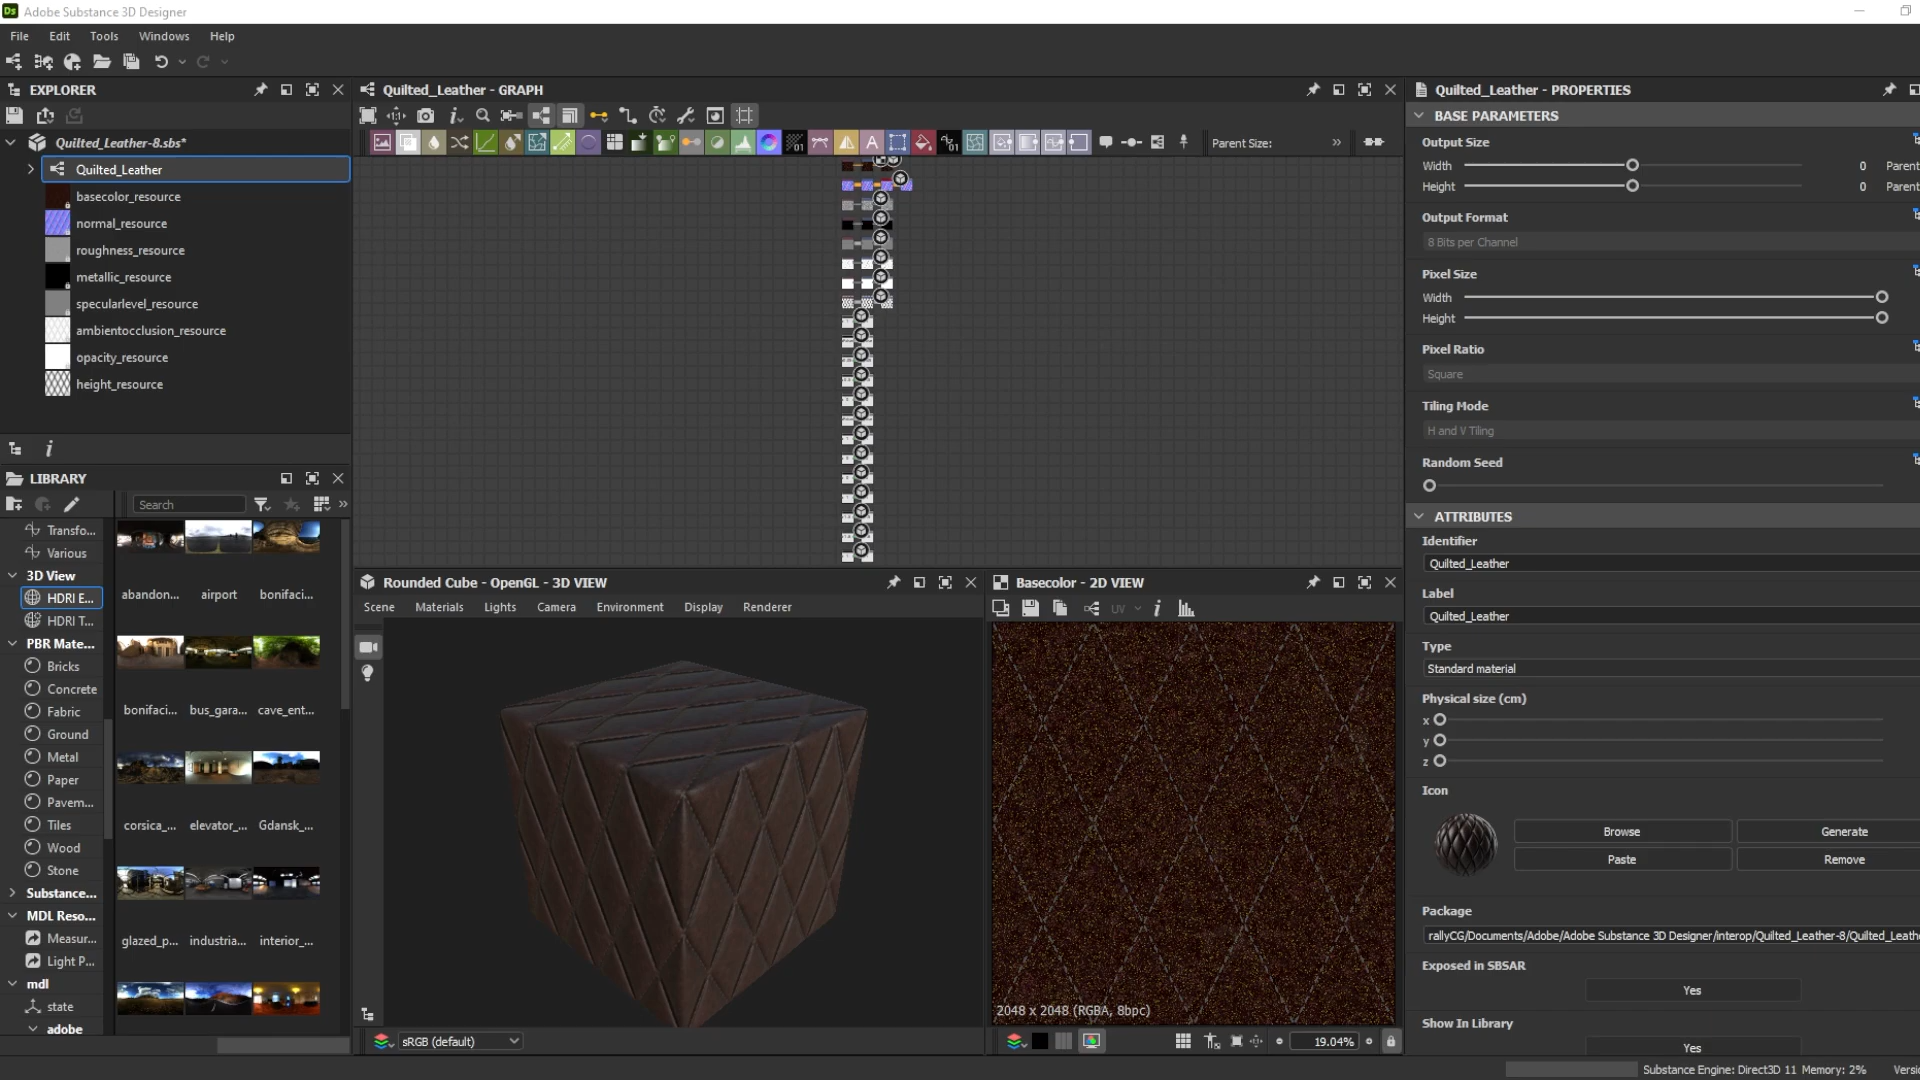 Ds Adobe Substance 3D Designer
File Edit Tools Windows Help
EXPLORER
Quilted_Leather-8.sbs*
Quilted_Leather
basecolor_resource
normal_resource
roughness_resource
metallic_resource
specularlevel_resource
ambientocclusion_resource
opacity_resource
height_resource
LIBRARY
Search
Transfo...
Various
3D View
HDRI E...
HDRI T...
PBR Mate...
Bricks
Concrete
Fabric
Ground
Metal
Paper
Pavem...
Tiles
Wood
Stone
Substance...
MDL Reso...
Measur...
Light P...
mdl
state
adobe
abandon... airport bonifaci...
bonifaci... bus_gara... cave_ent...
corsica_... elevator_... Gdansk_...
glazed_p... industria... interior_...
Quilted_Leather - GRAPH
Parent Size:
Rounded Cube - OpenGL - 3D VIEW
Scene Materials Lights Camera Environment Display Renderer
sRGB (default)
Basecolor - 2D VIEW
UV
2048 x 2048 (RGBA, 8bpc)
19.04%
Quilted_Leather - PROPERTIES
BASE PARAMETERS
Output Size
Width 0 Parent
Height 0 Parent
Output Format
8 Bits per Channel
Pixel Size
Width
Height
Pixel Ratio
Square
Tiling Mode
H and V Tiling
Random Seed
ATTRIBUTES
Identifier
Quilted_Leather
Label
Quilted_Leather
Type
Standard material
Physical size (cm)
x
y
z
Icon
Browse Generate
Paste Remove
Package
rallyCG/Documents/Adobe/Adobe Substance 3D Designer/interop/Quilted_Leather-8/Quilted_Leathe
Exposed in SBSAR
Yes
Show In Library
Yes
Substance Engine: Direct3D 11 Memory: 2% Versio